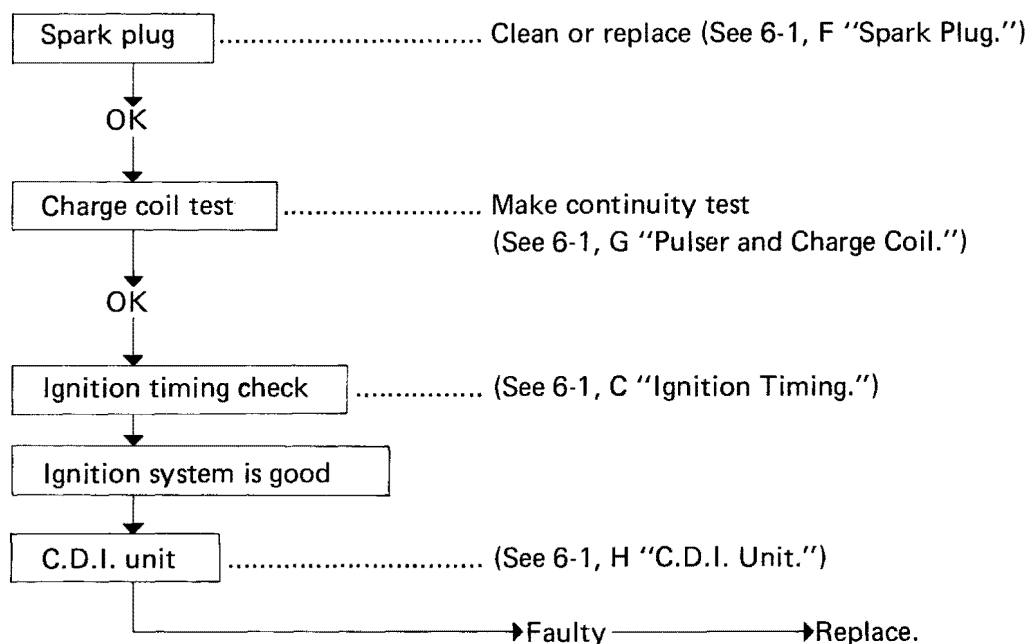 Spark plug ............................... Clean or replace (See 6-1, F "Spark Plug.")
OK
Charge coil test ........................ Make continuity test
(See 6-1, G "Pulser and Charge Coil.")
OK
Ignition timing check ............... (See 6-1, C "Ignition Timing.")
Ignition system is good
C.D.I. unit .............................. (See 6-1, H "C.D.I. Unit.")
Faulty Replace.